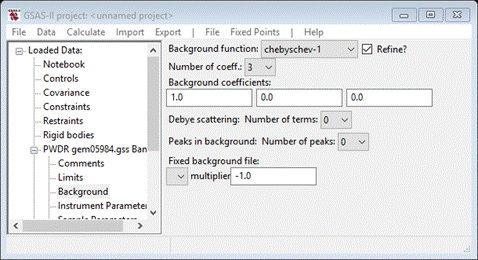 GSAS-II project: <unnamed project>
File Data Calculate Import Export | File Fixed Points | Help
Loaded Data:
Notebook
Controls
Covariance
Constraints
Restraints
Rigid bodies
PWDR gem05984.gss Ban
Comments
Limits
Background
Instrument Parameter
Sample Parameters
Background function: chebyschev-1 Refine?
Number of coeff.: 3
Background coefficients:
1.0 0.0 0.0
Debye scattering: Number of terms: 0
Peaks in background: Number of peaks: 0
Fixed background file:
multiplier -1.0